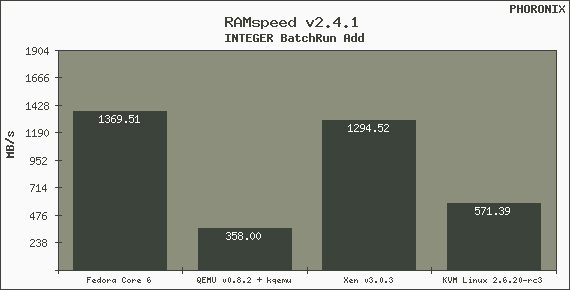 PHORONIX
RAMspeed v2.4.1
INTEGER BatchRun Add
MB/s
1904
1666
1428
1190
952
714
476
238
1369.51
358.00
1294.52
571.39
Fedora Core 6
QEMU v0.8.2 + kqemu
Xen v3.0.3
KVM Linux 2.6.20-rc3